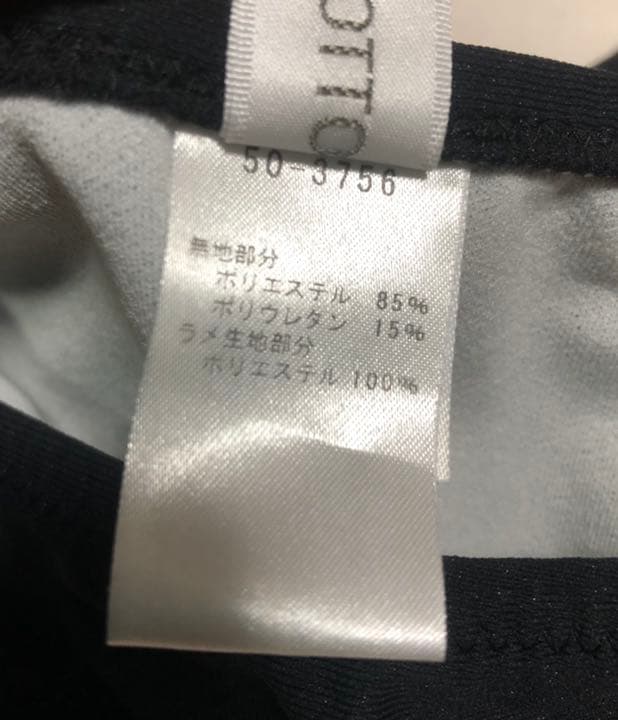 OTTO
50-3756
無地部分
ポリエステル 85%
ポリウレタン 15%
ラメ生地部分
ポリエステル 100%